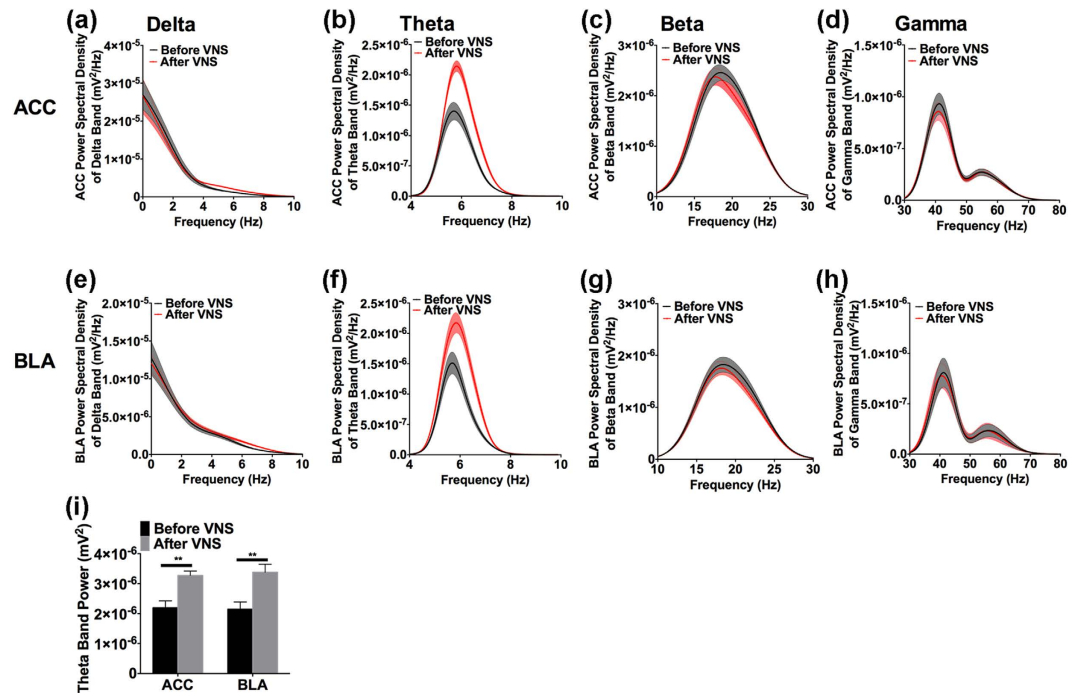 (a) Delta
ACC Power Spectral Density
of Delta Band (mV²/Hz)
Before VNS
After VNS
4×10⁻⁵
3×10⁻⁵
2×10⁻⁵
1×10⁻⁵
0
0 2 4 6 8 10
Frequency (Hz)
(b) Theta
ACC Power Spectral Density
of Theta Band (mV²/Hz)
Before VNS
After VNS
2.5×10⁻⁶
2.0×10⁻⁶
1.5×10⁻⁶
1.0×10⁻⁶
5.0×10⁻⁷
0.0
4 6 8 10
Frequency (Hz)
(c) Beta
ACC Power Spectral Density
of Beta Band (mV²/Hz)
Before VNS
After VNS
3×10⁻⁶
2×10⁻⁶
1×10⁻⁶
0
10 15 20 25 30
Frequency (Hz)
(d) Gamma
ACC Power Spectral Density
of Gamma Band (mV²/Hz)
Before VNS
After VNS
1.5×10⁻⁶
1.0×10⁻⁶
5.0×10⁻⁷
0.0
30 40 50 60 70 80
Frequency (Hz)
ACC
(e)
BLA Power Spectral Density
of Delta Band (mV²/Hz)
Before VNS
After VNS
2.0×10⁻⁵
1.5×10⁻⁵
1.0×10⁻⁵
5.0×10⁻⁶
0.0
0 2 4 6 8 10
Frequency (Hz)
(f)
BLA Power Spectral Density
of Theta Band (mV²/Hz)
Before VNS
After VNS
2.5×10⁻⁶
2.0×10⁻⁶
1.5×10⁻⁶
1.0×10⁻⁶
5.0×10⁻⁷
0.0
4 6 8 10
Frequency (Hz)
(g)
BLA Power Spectral Density
of Beta Band (mV²/Hz)
Before VNS
After VNS
3×10⁻⁶
2×10⁻⁶
1×10⁻⁶
0
10 15 20 25 30
Frequency (Hz)
(h)
BLA Power Spectral Density
of Gamma Band (mV²/Hz)
Before VNS
After VNS
1.5×10⁻⁶
1.0×10⁻⁶
5.0×10⁻⁷
0.0
30 40 50 60 70 80
Frequency (Hz)
BLA
(i)
Theta Band Power (mV²)
Before VNS
After VNS
4×10⁻⁶
3×10⁻⁶
2×10⁻⁶
1×10⁻⁶
0
** **
ACC BLA